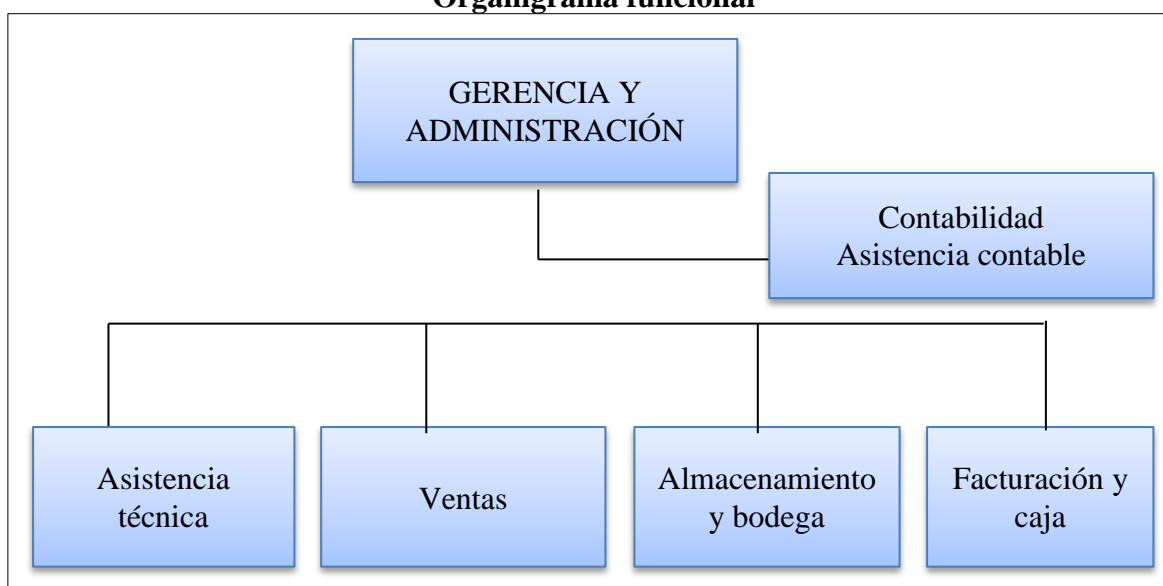 Organigrama funcional
GERENCIA Y
ADMINISTRACIÓN
Contabilidad
Asistencia contable
Asistencia
técnica
Ventas
Almacenamiento
y bodega
Facturación y
caja